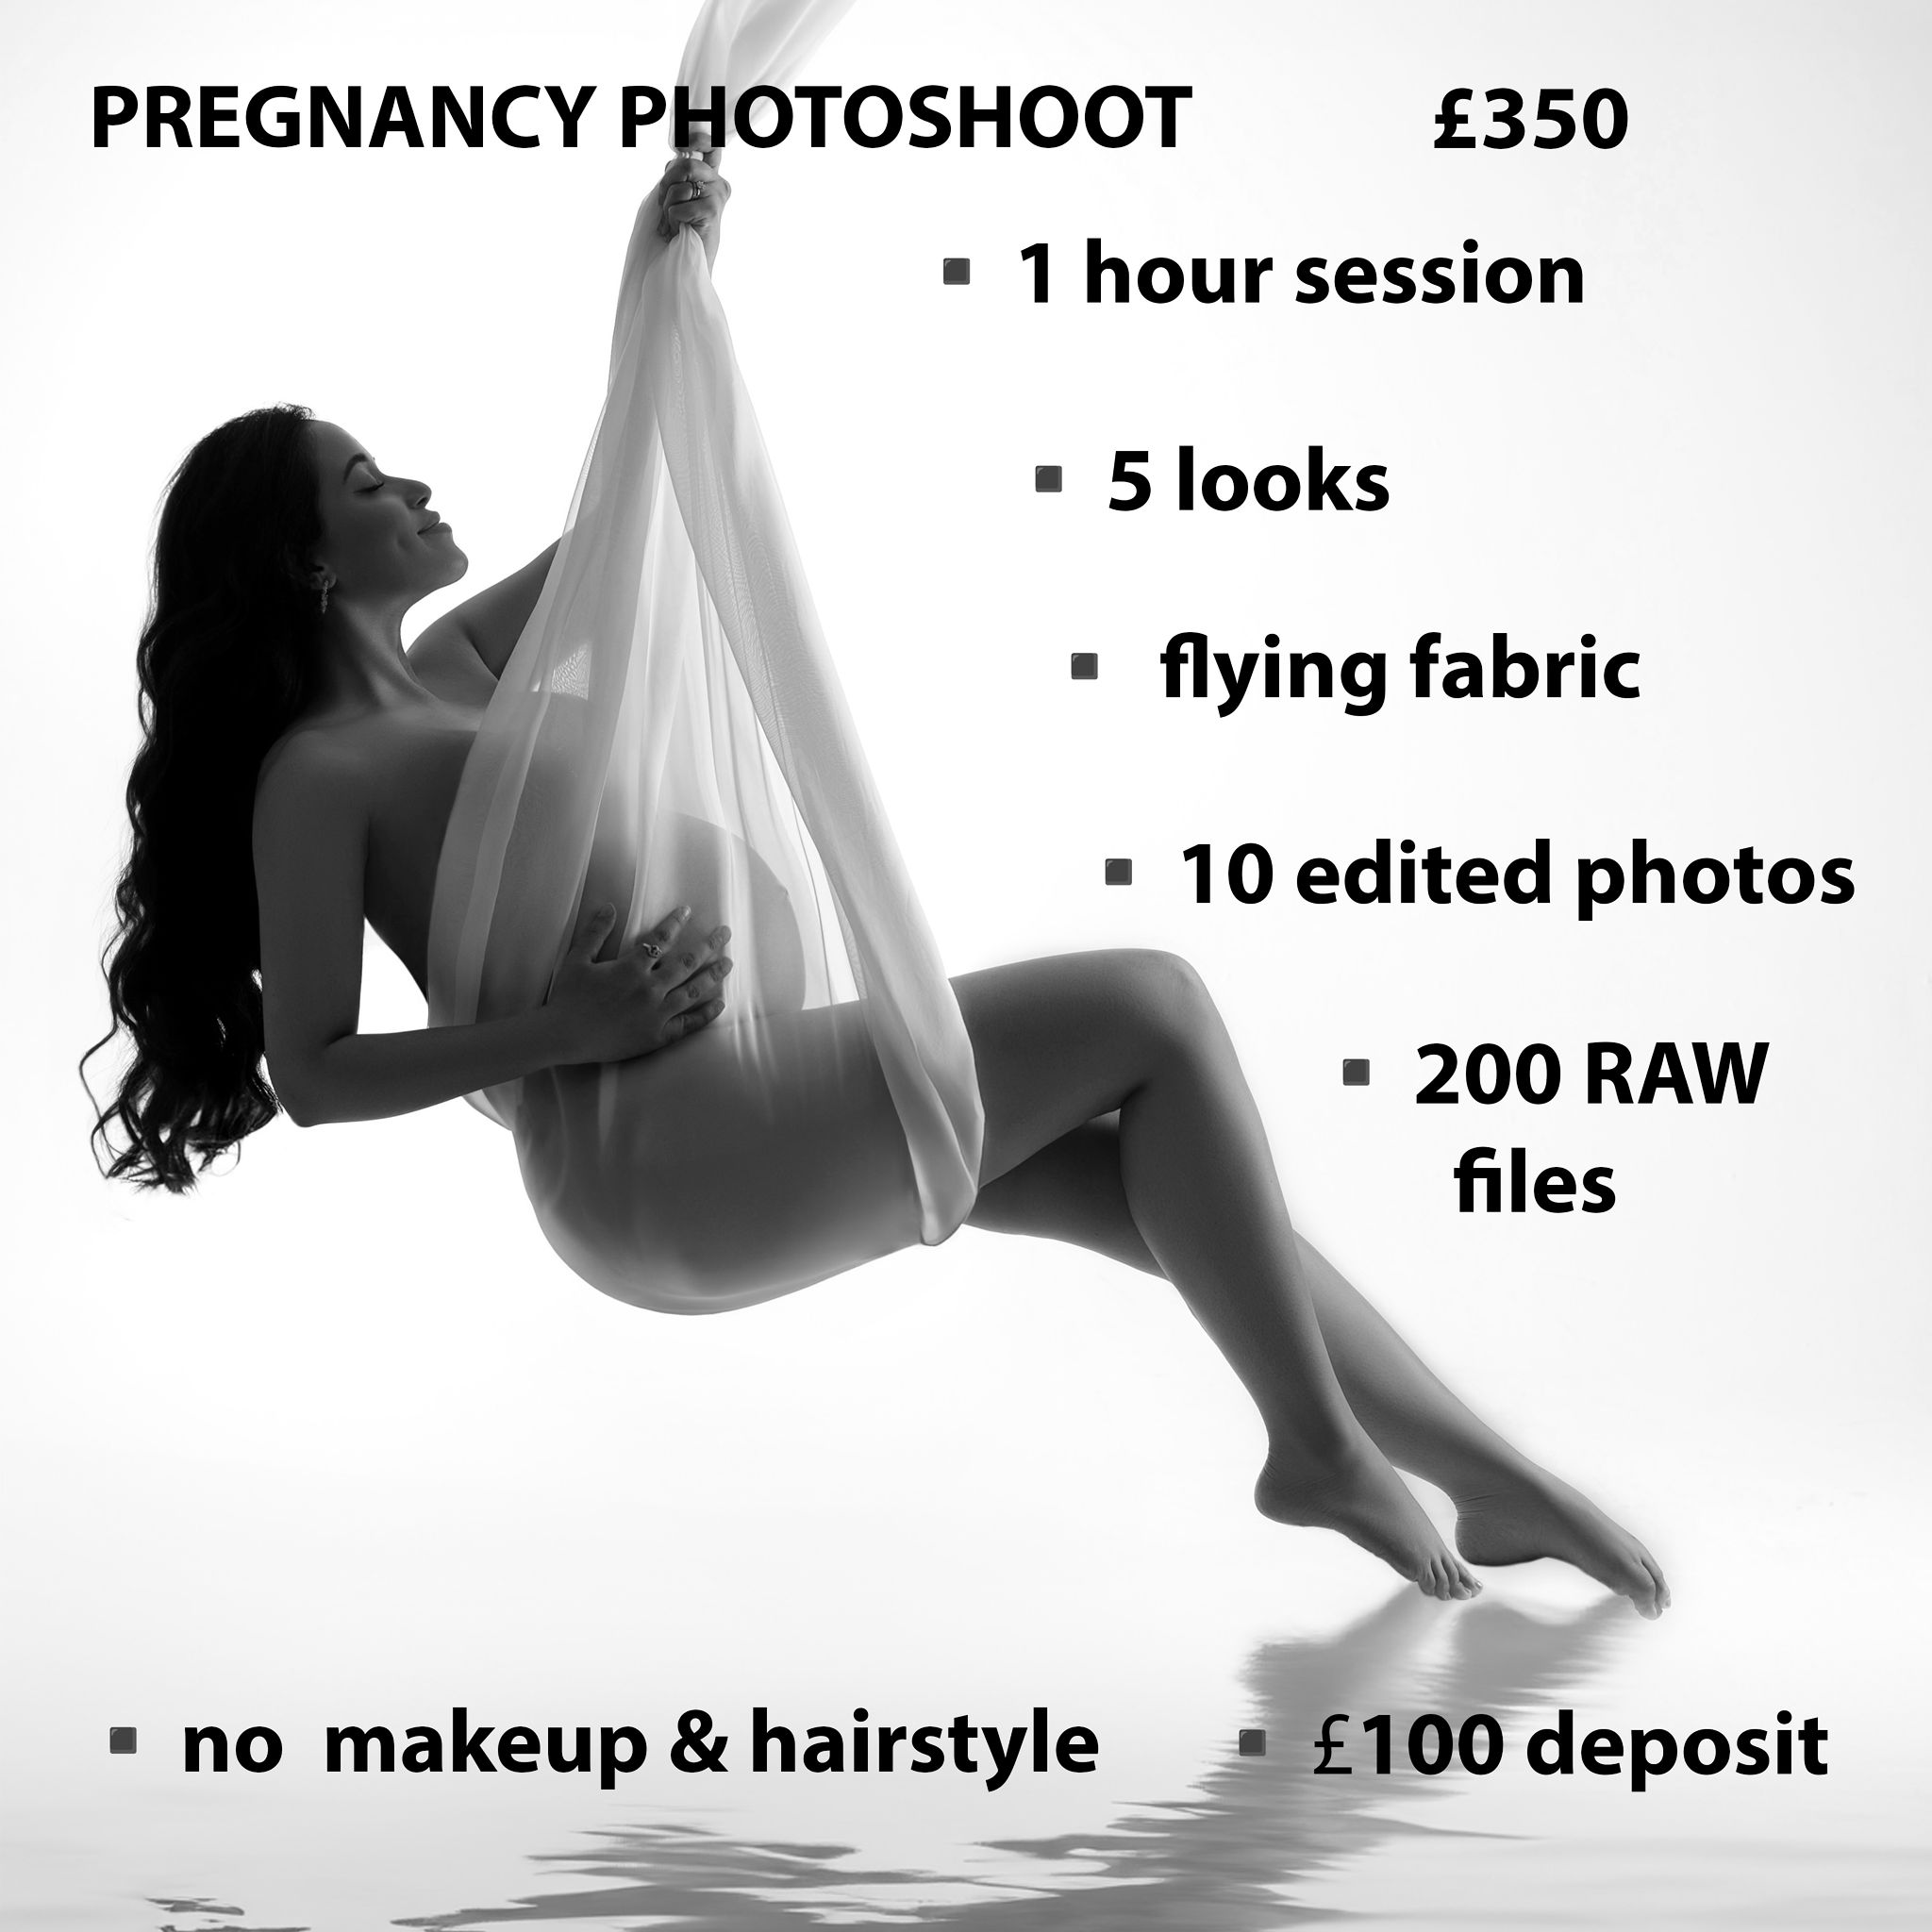 PREGNANCY PHOTOSHOOT £350
▪ 1 hour session
▪ 5 looks
▪ flying fabric
▪ 10 edited photos
▪ 200 RAW
files
▪ no makeup & hairstyle ▪ £100 deposit